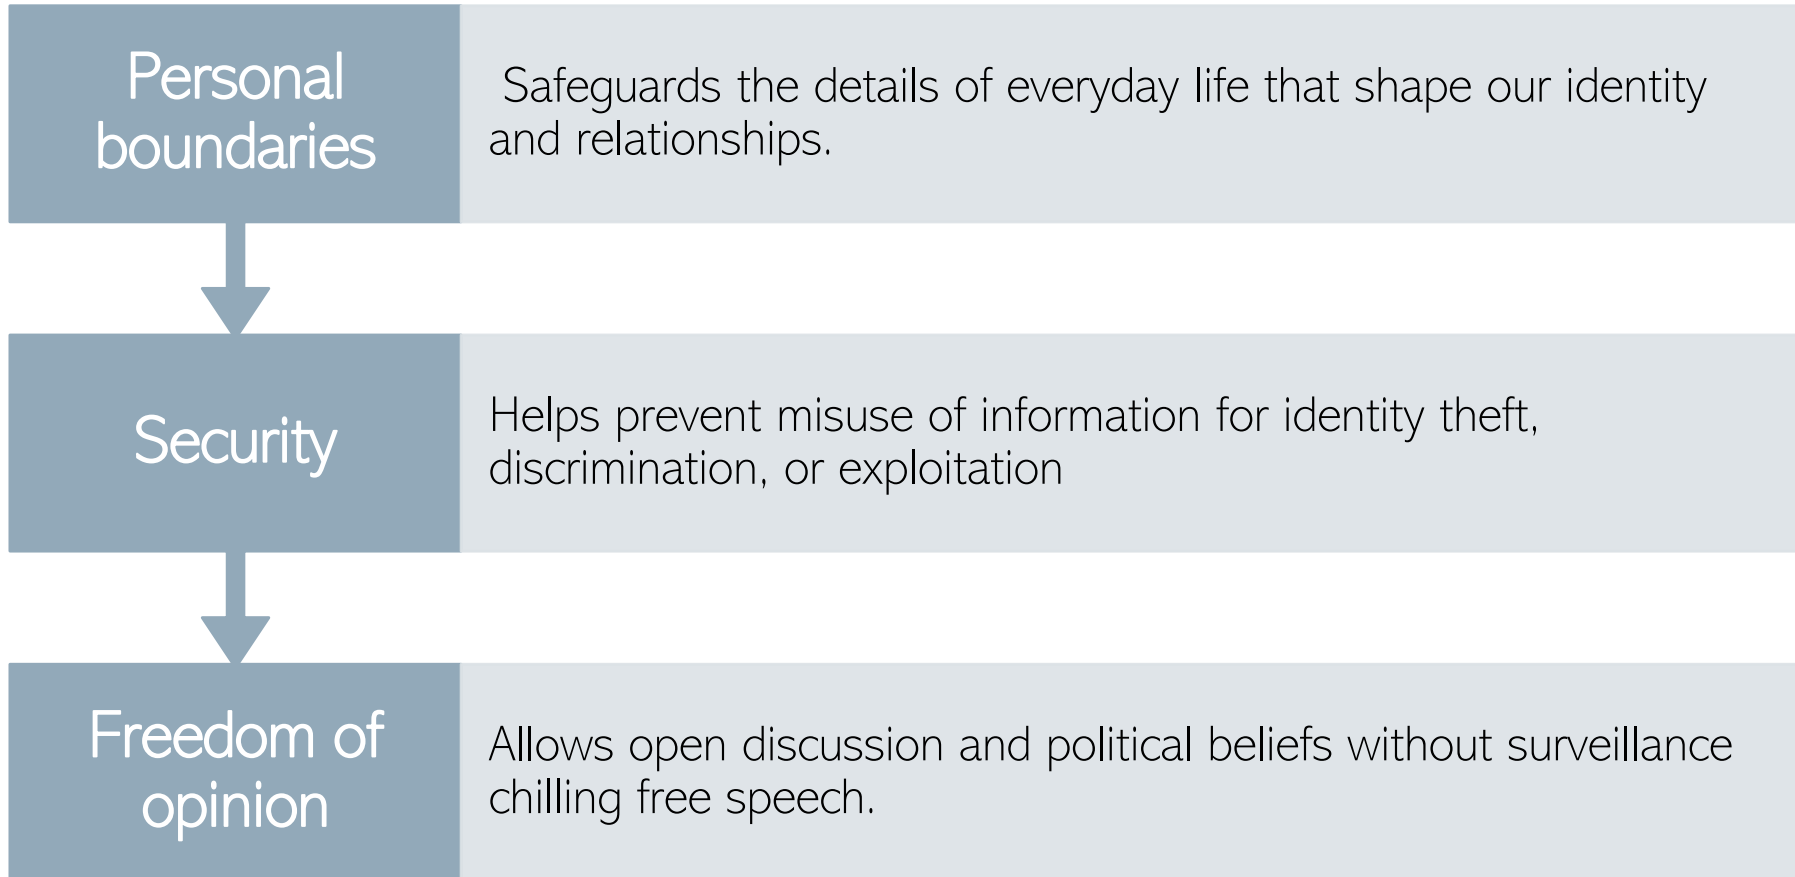 Personal
boundaries
Safeguards the details of everyday life that shape our identity
and relationships.
Security
Helps prevent misuse of information for identity theft,
discrimination, or exploitation
Freedom of
opinion
Allows open discussion and political beliefs without surveillance
chilling free speech.